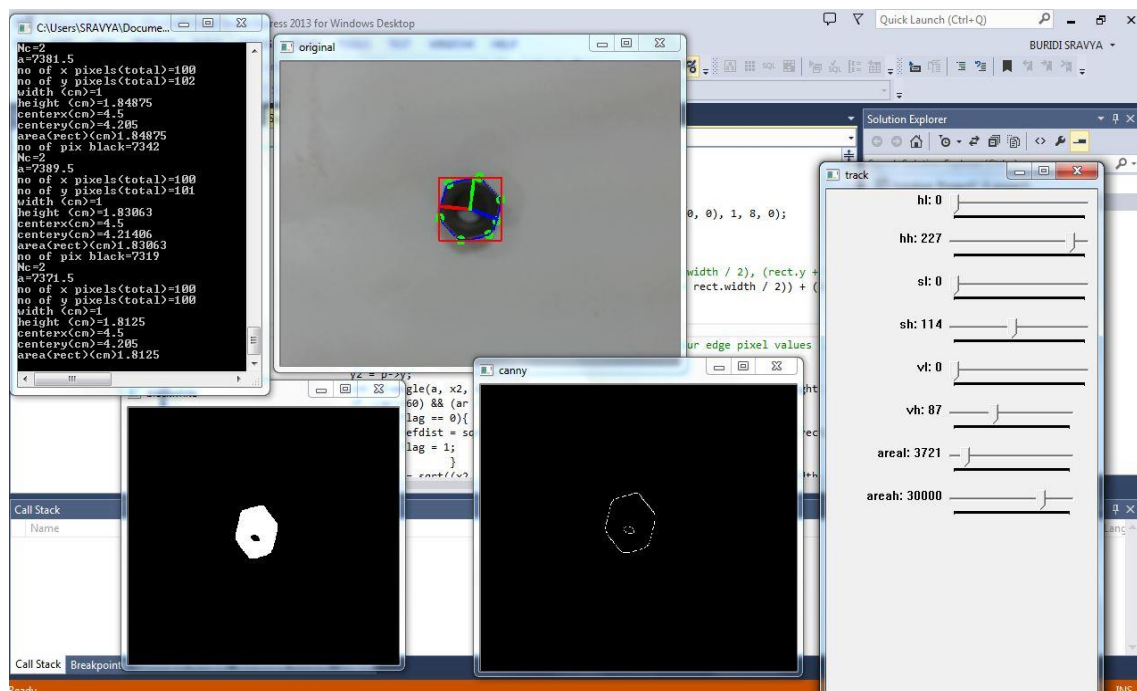 C:\Users\SRAVYA\Docume...
press 2013 for Windows Desktop
Quick Launch (Ctrl+Q)
BURIDI SRAVYA
Nc=2
a=7381.5
no of x pixels(total)=100
no of y pixels(total)=102
width (cm)=1
height (cm)=1.84875
centerx(cm)=4.5
centery(cm)=4.205
area(rect)(cm)1.84875
no of pix black=7342
Nc=2
a=7389.5
no of x pixels(total)=100
no of y pixels(total)=101
width (cm)=1
height (cm)=1.83063
centerx(cm)=4.5
centery(cm)=4.21406
area(rect)(cm)1.83063
no of pix black=7319
Nc=2
a=7371.5
no of x pixels(total)=100
no of y pixels(total)=100
width (cm)=1
height (cm)=1.8125
centerx(cm)=4.5
centery(cm)=4.205
area(rect)(cm)1.8125
original
Solution Explorer
0, 0), 1, 8, 0);
width / 2), (rect.y +
rect.width / 2)) + (
ur edge pixel values
y2 = p->y;
gle(a, x2,
60) && (ar
lag == 0){
efdist = so
lag = 1;
}
= sqrt((x2
canny
track
hl: 0
hh: 227
sl: 0
sh: 114
vl: 0
vh: 87
areal: 3721
areah: 30000
Call Stack
Name
Lang
Call Stack
Breakpoint
Ready
INS